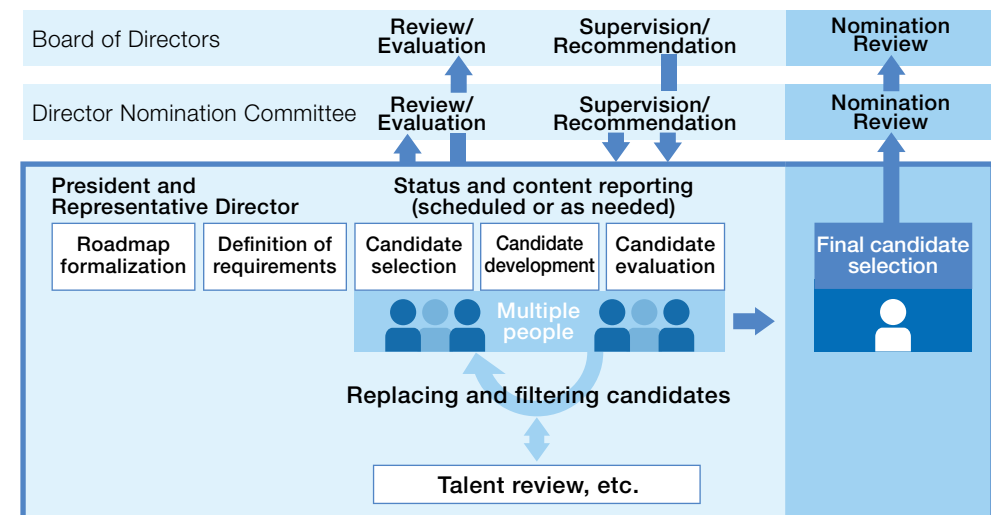 Board of Directors
Review/
Evaluation
Supervision/
Recommendation
Nomination
Review
Director Nomination Committee
Review/
Evaluation
Supervision/
Recommendation
Nomination
Review
President and
Representative Director
Status and content reporting
(scheduled or as needed)
Roadmap
formalization
Definition of
requirements
Candidate
selection
Candidate
development
Candidate
evaluation
Final candidate
selection
Multiple
people
Replacing and filtering candidates
Talent review, etc.